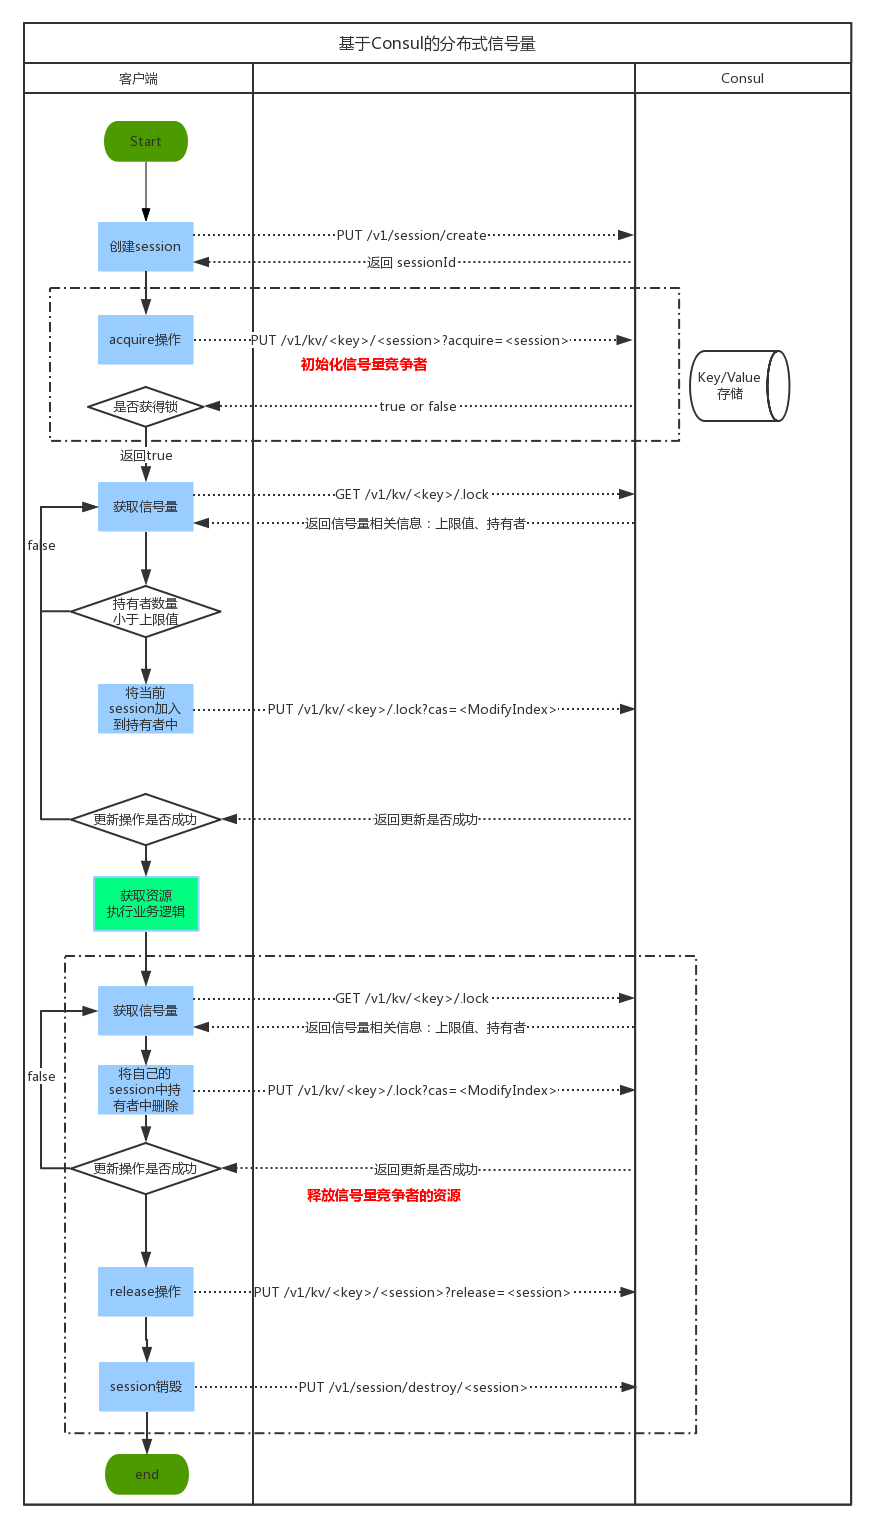 基于Consul的分布式信号量
客户端
Consul
Start
创建session
PUT /v1/session/create
返回 sessionId
acquire操作
PUT /v1/kv/<key>/<session>?acquire=<session>
初始化信号量竞争者
Key/Value
存储
是否获得锁
true or false
返回true
获取信号量
GET /v1/kv/<key>/.lock
返回信号量相关信息：上限值、持有者
false
持有者数量
小于上限值
将当前
session加入
到持有者中
PUT /v1/kv/<key>/.lock?cas=<ModifyIndex>
更新操作是否成功
返回更新是否成功
获取资源
执行业务逻辑
获取信号量
GET /v1/kv/<key>/.lock
返回信号量相关信息：上限值、持有者
false
将自己的
session中持
有者中删除
PUT /v1/kv/<key>/.lock?cas=<ModifyIndex>
更新操作是否成功
返回更新是否成功
释放信号量竞争者的资源
release操作
PUT /v1/kv/<key>/<session>?release=<session>
session销毁
PUT /v1/session/destroy/<session>
end